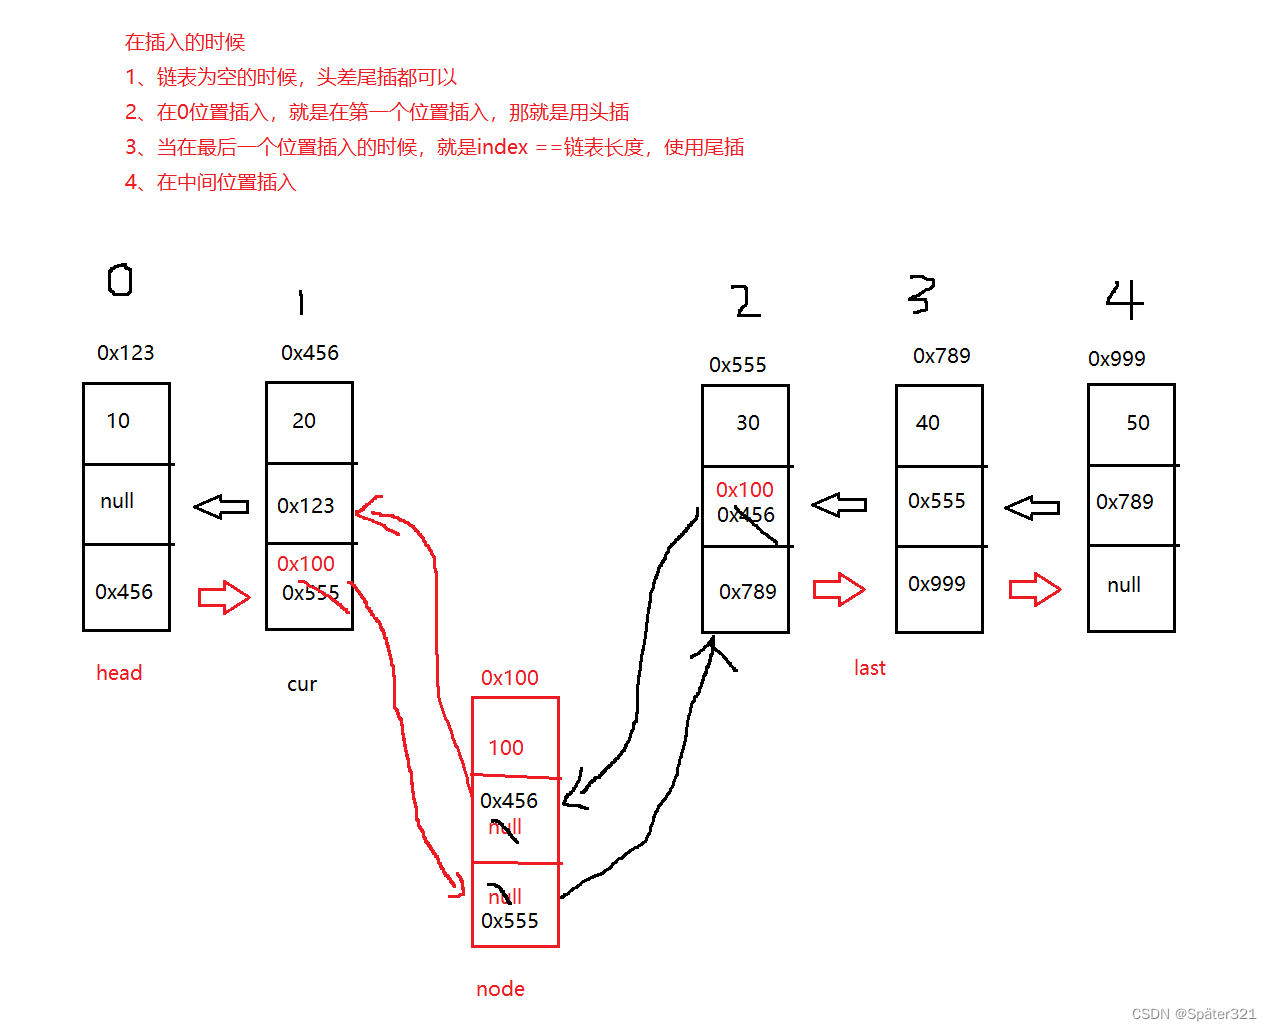 在插入的时候
1、链表为空的时候，头差尾插都可以
2、在0位置插入，就是在第一个位置插入，那就是用头插
3、当在最后一个位置插入的时候，就是index ==链表长度，使用尾插
4、在中间位置插入
0 1 2 3 4
0x123 0x456 0x555 0x789 0x999
10 20 30 40 50
null 0x123 0x100 0x555 0x789
0x456
0x456 0x100 0x789 0x999 null
0x555
head cur last
0x100
100
0x456
null
null
0x555
node
CSDN @Später321